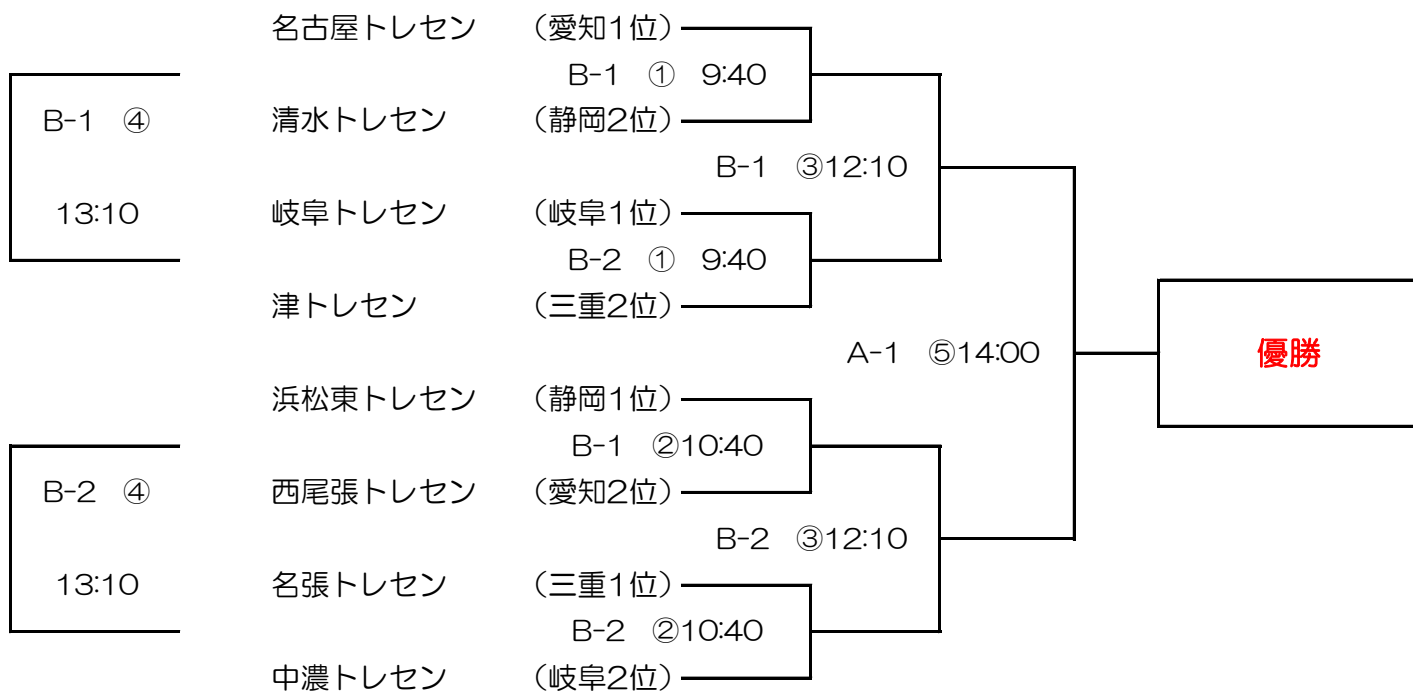 名古屋トレセン （愛知1位）
B-1 ① 9:40
B-1 ④ 清水トレセン （静岡2位）
B-1 ③12:10
13:10 岐阜トレセン （岐阜1位）
B-2 ① 9:40
津トレセン （三重2位）
A-1 ⑤14:00 優勝
浜松東トレセン （静岡1位）
B-1 ②10:40
B-2 ④ 西尾張トレセン （愛知2位）
B-2 ③12:10
13:10 名張トレセン （三重1位）
B-2 ②10:40
中濃トレセン （岐阜2位）